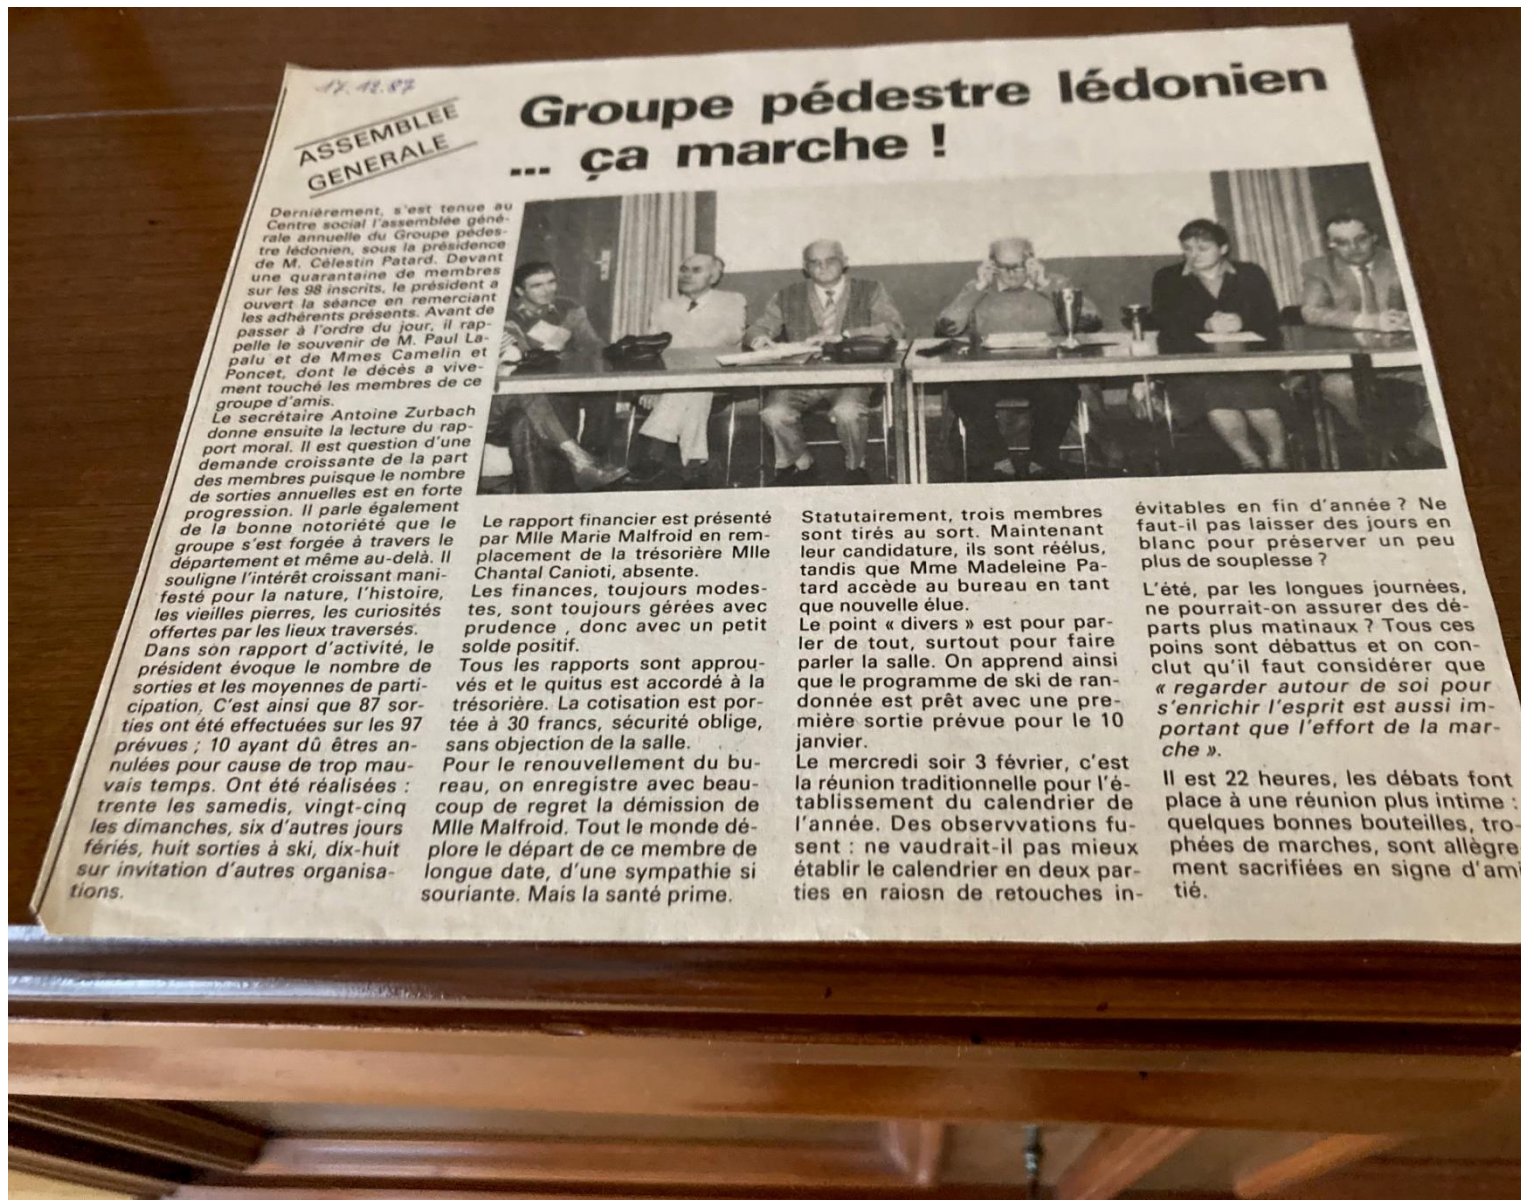 17.12.87
ASSEMBLEE
GENERALE
Groupe pédestre lédonien
... ça marche !
Dernièrement, s'est tenue au
Centre social l'assemblée géné-
rale annuelle du Groupe pédes-
tre lédonien, sous la présidence
de M. Célestin Patard. Devant
une quarantaine de membres
sur les 98 inscrits, le président a
ouvert la séance en remerciant
les adhérents présents. Avant de
passer à l'ordre du jour, il rap-
pelle le souvenir de M. Paul La-
palu et de Mmes Camelin et
Poncet, dont le décès a vive-
ment touché les membres de ce
groupe d'amis.
Le secrétaire Antoine Zurbach
donne ensuite la lecture du rap-
port moral. Il est question d'une
demande croissante de la part
des membres puisque le nombre
de sorties annuelles est en forte
progression. Il parle également
de la bonne notoriété que le
groupe s'est forgée à travers le
département et même au-delà. Il
souligne l'intérêt croissant mani-
festé pour la nature, l'histoire,
les vieilles pierres, les curiosités
offertes par les lieux traversés.
Dans son rapport d'activité, le
président évoque le nombre de
sorties et les moyennes de parti-
cipation. C'est ainsi que 87 sor-
ties ont été effectuées sur les 97
prévues ; 10 ayant dû êtres an-
nulées pour cause de trop mau-
vais temps. Ont été réalisées :
trente les samedis, vingt-cinq
les dimanches, six d'autres jours
fériés, huit sorties à ski, dix-huit
sur invitation d'autres organisa-
tions.
Le rapport financier est présenté
par Mlle Marie Malfroid en rem-
placement de la trésorière Mlle
Chantal Canioti, absente.
Les finances, toujours modes-
tes, sont toujours gérées avec
prudence , donc avec un petit
solde positif.
Tous les rapports sont approu-
vés et le quitus est accordé à la
trésorière. La cotisation est por-
tée à 30 francs, sécurité oblige,
sans objection de la salle.
Pour le renouvellement du bu-
reau, on enregistre avec beau-
coup de regret la démission de
Mlle Malfroid. Tout le monde dé-
plore le départ de ce membre de
longue date, d'une sympathie si
souriante. Mais la santé prime.
Statutairement, trois membres
sont tirés au sort. Maintenant
leur candidature, ils sont réélus,
tandis que Mme Madeleine Pa-
tard accède au bureau en tant
que nouvelle élue.
Le point « divers » est pour par-
ler de tout, surtout pour faire
parler la salle. On apprend ainsi
que le programme de ski de ran-
donnée est prêt avec une pre-
mière sortie prévue pour le 10
janvier.
Le mercredi soir 3 février, c'est
la réunion traditionnelle pour l'é-
tablissement du calendrier de
l'année. Des observvations fu-
sent : ne vaudrait-il pas mieux
établir le calendrier en deux par-
ties en raiosn de retouches in-
évitables en fin d'année ? Ne
faut-il pas laisser des jours en
blanc pour préserver un peu
plus de souplesse ?
L'été, par les longues journées,
ne pourrait-on assurer des dé-
parts plus matinaux ? Tous ces
poins sont débattus et on con-
clut qu'il faut considérer que
« regarder autour de soi pour
s'enrichir l'esprit est aussi im-
portant que l'effort de la mar-
che ».
Il est 22 heures, les débats font
place à une réunion plus intime :
quelques bonnes bouteilles, tro-
phées de marches, sont allègre
ment sacrifiées en signe d'ami
tié.